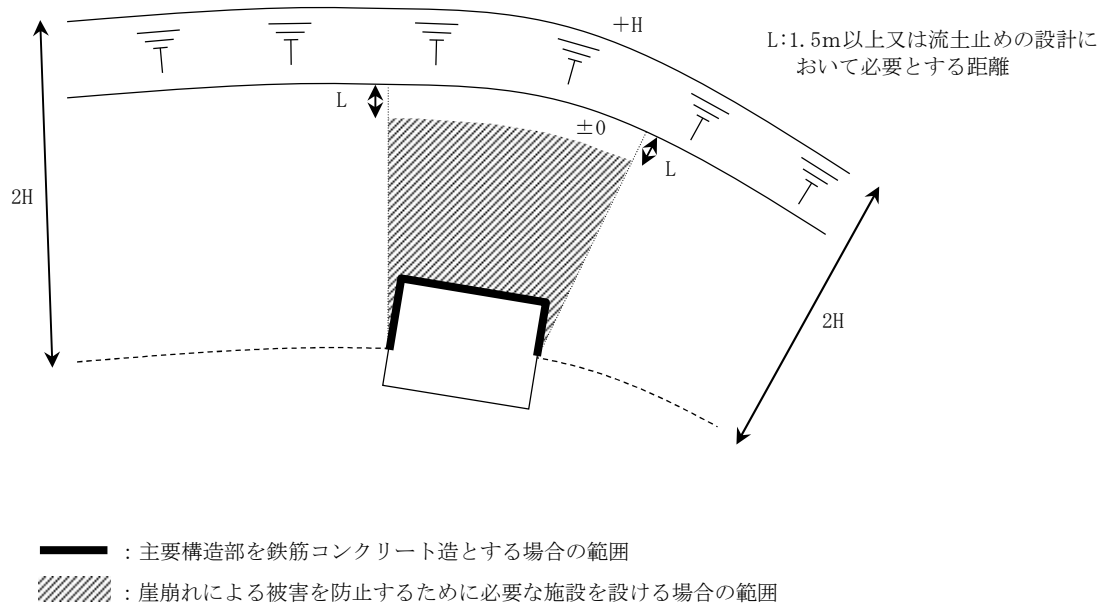 +H
L:1.5m以上又は流土止めの設計に
おいて必要とする距離
L
±0
L
2H
2H
：主要構造部を鉄筋コンクリート造とする場合の範囲
：崖崩れによる被害を防止するために必要な施設を設ける場合の範囲